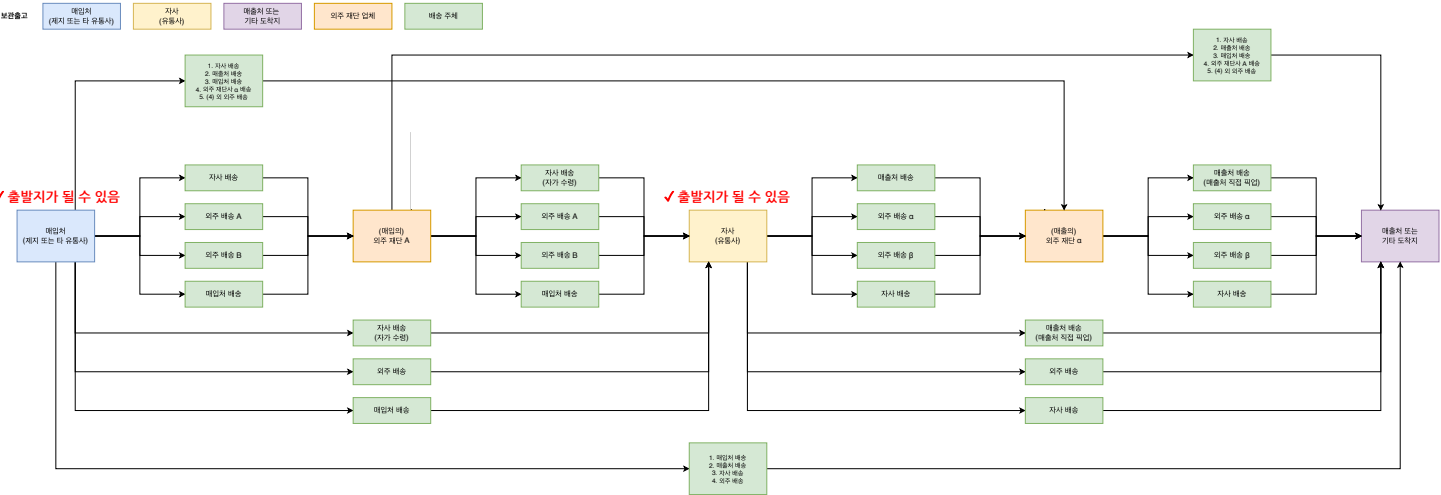 보관출고
매입처
(제지 또는 타 유통사)
자사
(유통사)
매출처 또는
기타 도착지
외주 재단 업체
배송 주체
1. 자사 배송
2. 매출처 배송
3. 매입처 배송
4. 외주 재단사 α 배송
5. (4) 외 외주 배송
1. 자사 배송
2. 매출처 배송
3. 매입처 배송
4. 외주 재단사 A 배송
5. (4) 외 외주 배송
✓ 출발지가 될 수 있음
매입처
(제지 또는 타 유통사)
자사 배송
외주 배송 A
외주 배송 B
매입처 배송
(매입의)
외주 재단 A
자사 배송
(자가 수령)
외주 배송 A
외주 배송 B
매입처 배송
✓ 출발지가 될 수 있음
자사
(유통사)
매출처 배송
외주 배송 α
외주 배송 β
자사 배송
(매출의)
외주 재단 α
매출처 배송
(매출처 직접 픽업)
외주 배송 α
외주 배송 β
자사 배송
매출처 또는
기타 도착지
자사 배송
(자가 수령)
외주 배송
매입처 배송
매출처 배송
(매출처 직접 픽업)
외주 배송
자사 배송
1. 매입처 배송
2. 매출처 배송
3. 자사 배송
4. 외주 배송